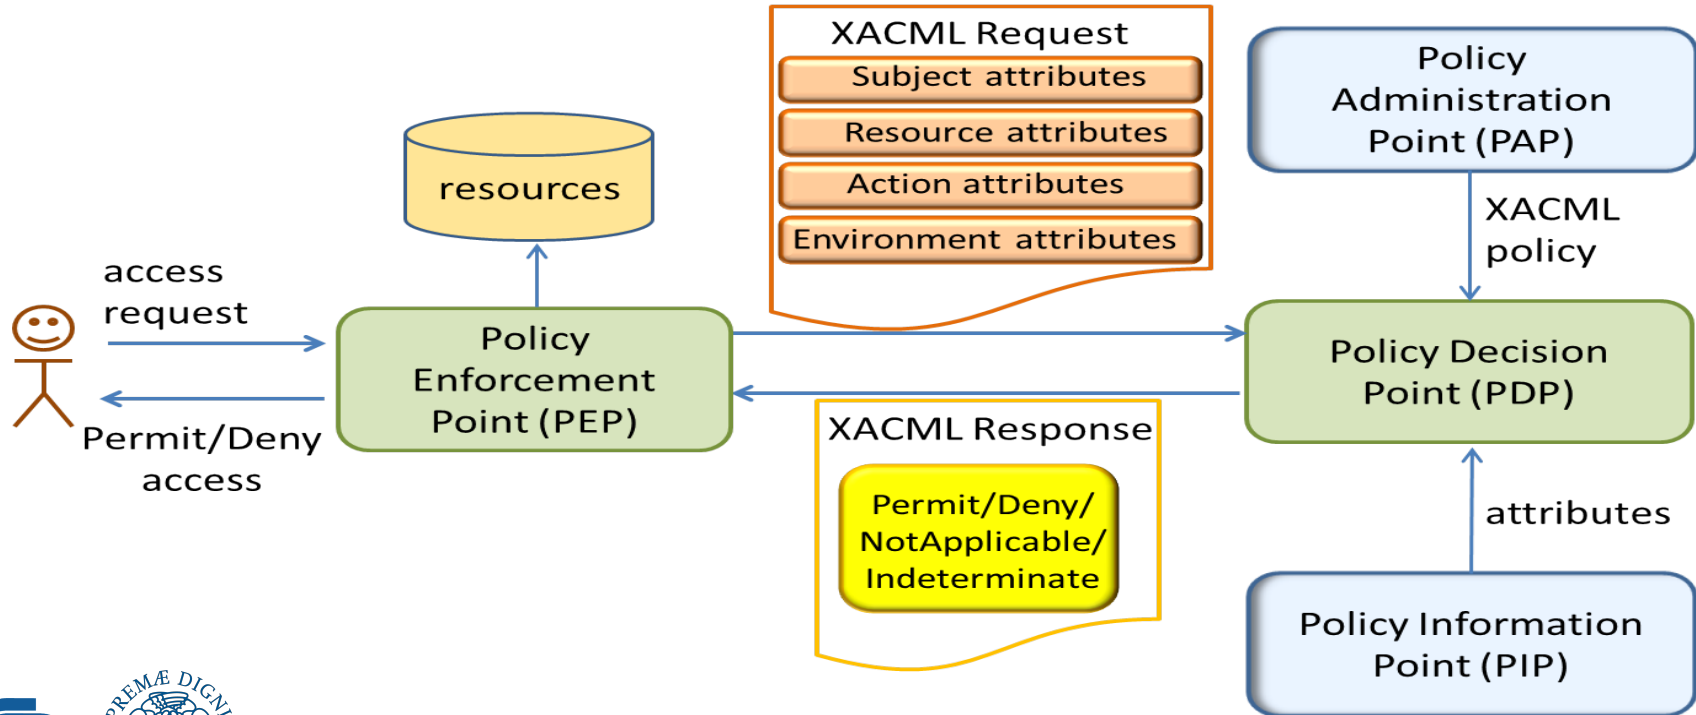 XACML Request
Subject attributes
Resource attributes
Action attributes
Environment attributes
Policy
Administration
Point (PAP)
resources
XACML
policy
access
request
Policy
Enforcement
Point (PEP)
Policy Decision
Point (PDP)
Permit/Deny
access
XACML Response
Permit/Deny/
NotApplicable/
Indeterminate
attributes
Policy Information
Point (PIP)